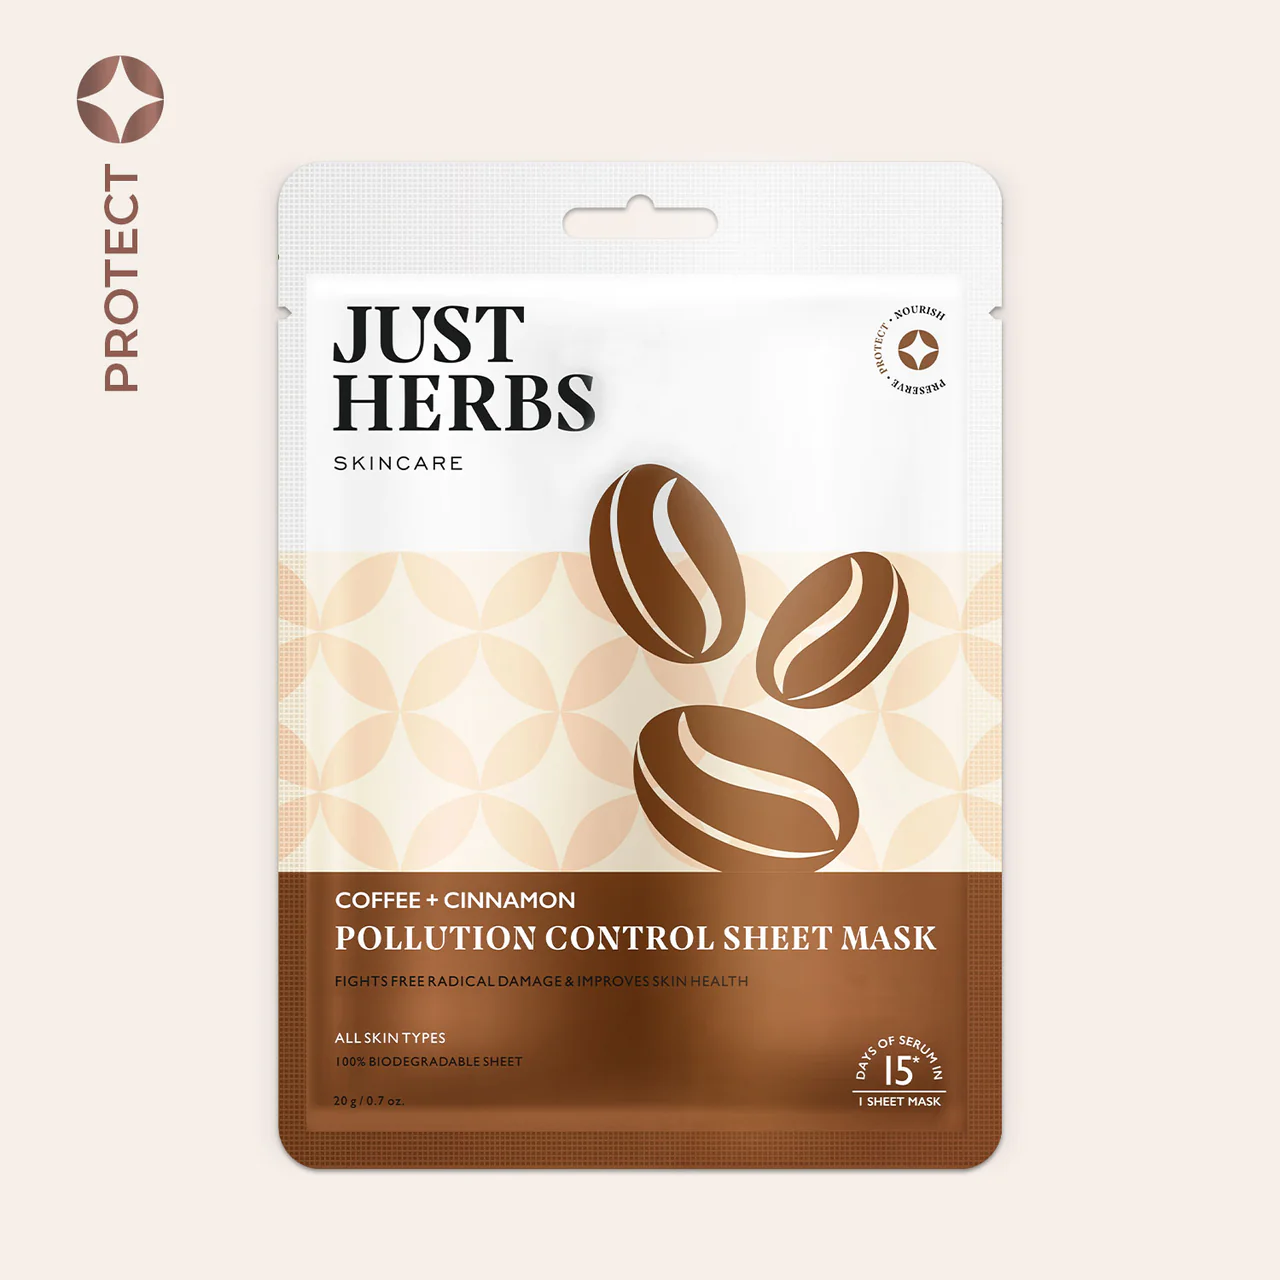 PROTECT
JUST
HERBS
SKINCARE
PROTECT • NOURISH
PRESERVE •
COFFEE + CINNAMON
POLLUTION CONTROL SHEET MASK
FIGHTS FREE RADICAL DAMAGE & IMPROVES SKIN HEALTH
ALL SKIN TYPES
100% BIODEGRADABLE SHEET
20 g / 0.7 oz.
DAYS OF SERUM IN
15*
1 SHEET MASK